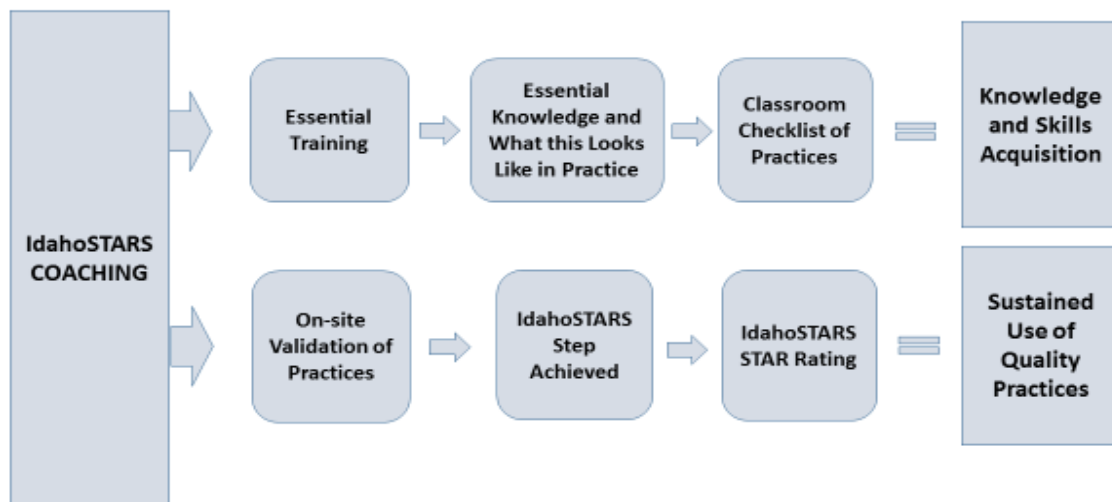 IdahoSTARS
COACHING
Essential
Training
Essential
Knowledge and
What this Looks
Like in Practice
Classroom
Checklist of
Practices
Knowledge
and Skills
Acquisition
On-site
Validation of
Practices
IdahoSTARS
Step
Achieved
IdahoSTARS
STAR Rating
Sustained
Use of
Quality
Practices